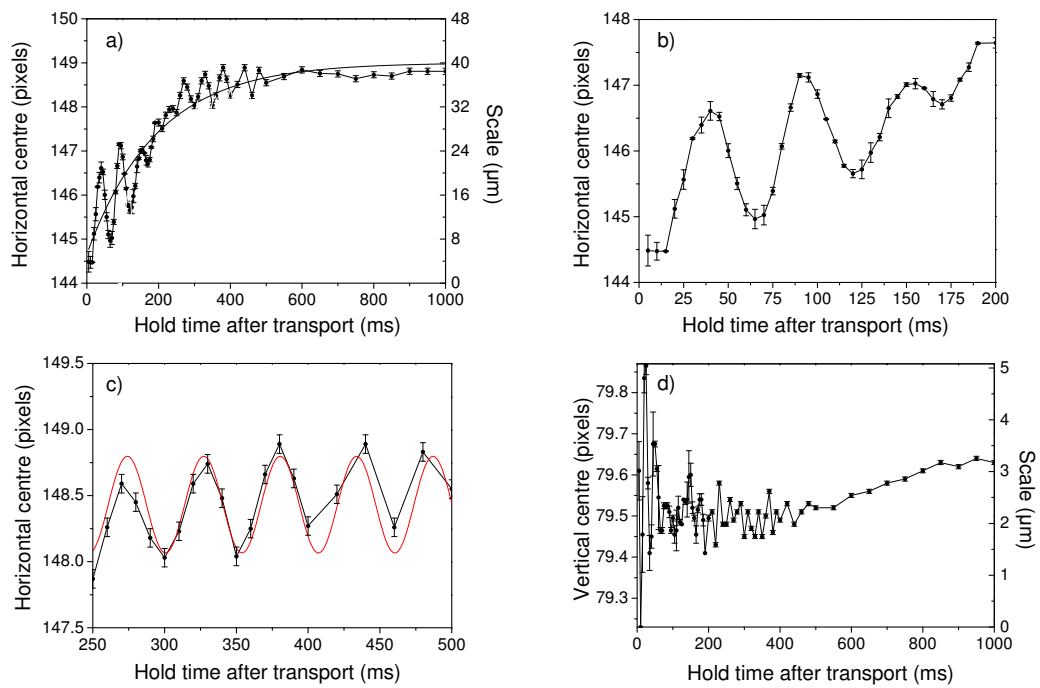 a)
150
149
148
147
146
145
144
Horizontal centre (pixels)
48
40
32
24
16
8
0
Scale (μm)
0 200 400 600 800 1000
Hold time after transport (ms)
b)
148
147
146
145
144
Horizontal centre (pixels)
0 25 50 75 100 125 150 175 200
Hold time after transport (ms)
c)
149.5
149.0
148.5
148.0
147.5
Horizontal centre (pixels)
250 300 350 400 450 500
Hold time after transport (ms)
d)
79.8
79.7
79.6
79.5
79.4
79.3
Vertical centre (pixels)
5
4
3
2
1
0
Scale (μm)
0 200 400 600 800 1000
Hold time after transport (ms)